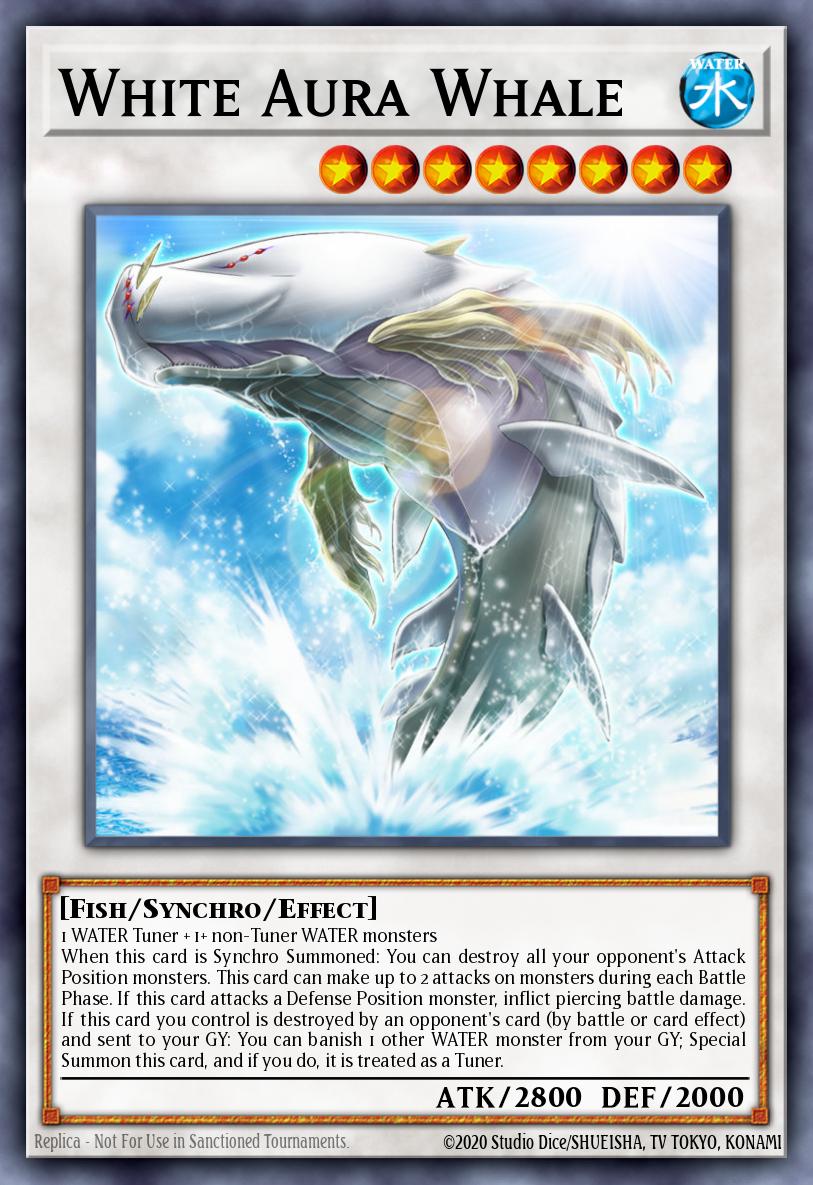 White Aura Whale
WATER
水
[Fish/Synchro/Effect]
1 WATER Tuner + 1+ non-Tuner WATER monsters
When this card is Synchro Summoned: You can destroy all your opponent's Attack
Position monsters. This card can make up to 2 attacks on monsters during each Battle
Phase. If this card attacks a Defense Position monster, inflict piercing battle damage.
If this card you control is destroyed by an opponent's card (by battle or card effect)
and sent to your GY: You can banish 1 other WATER monster from your GY; Special
Summon this card, and if you do, it is treated as a Tuner.
ATK/2800 DEF/2000
Replica - Not For Use in Sanctioned Tournaments.
©2020 Studio Dice/SHUEISHA, TV TOKYO, KONAMI